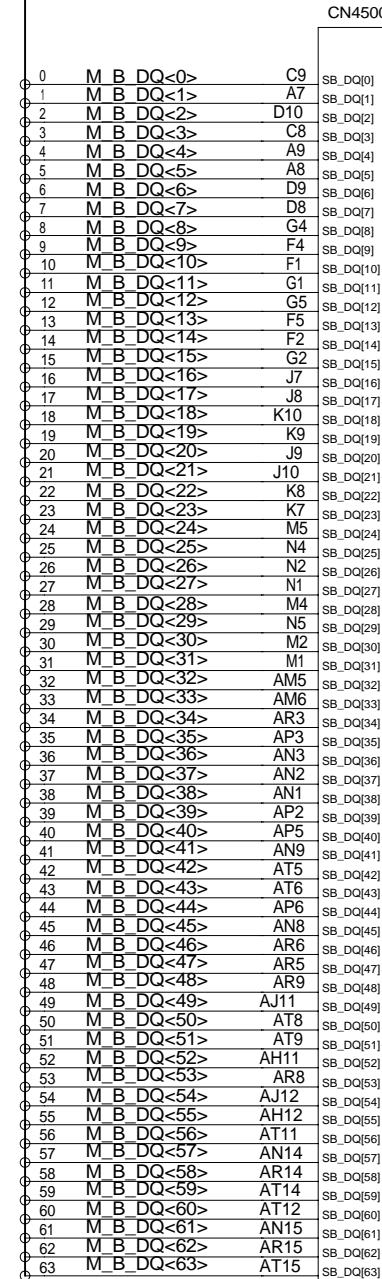 CN4500
0 M_B_DQ<0> C9 SB_DQ[0]
1 M_B_DQ<1> A7 SB_DQ[1]
2 M_B_DQ<2> D10 SB_DQ[2]
3 M_B_DQ<3> C8 SB_DQ[3]
4 M_B_DQ<4> A9 SB_DQ[4]
5 M_B_DQ<5> A8 SB_DQ[5]
6 M_B_DQ<6> D9 SB_DQ[6]
7 M_B_DQ<7> D8 SB_DQ[7]
8 M_B_DQ<8> G4 SB_DQ[8]
9 M_B_DQ<9> F4 SB_DQ[9]
10 M_B_DQ<10> F1 SB_DQ[10]
11 M_B_DQ<11> G1 SB_DQ[11]
12 M_B_DQ<12> G5 SB_DQ[12]
13 M_B_DQ<13> F5 SB_DQ[13]
14 M_B_DQ<14> F2 SB_DQ[14]
15 M_B_DQ<15> G2 SB_DQ[15]
16 M_B_DQ<16> J7 SB_DQ[16]
17 M_B_DQ<17> J8 SB_DQ[17]
18 M_B_DQ<18> K10 SB_DQ[18]
19 M_B_DQ<19> K9 SB_DQ[19]
20 M_B_DQ<20> J9 SB_DQ[20]
21 M_B_DQ<21> J10 SB_DQ[21]
22 M_B_DQ<22> K8 SB_DQ[22]
23 M_B_DQ<23> K7 SB_DQ[23]
24 M_B_DQ<24> M5 SB_DQ[24]
25 M_B_DQ<25> N4 SB_DQ[25]
26 M_B_DQ<26> N2 SB_DQ[26]
27 M_B_DQ<27> N1 SB_DQ[27]
28 M_B_DQ<28> M4 SB_DQ[28]
29 M_B_DQ<29> N5 SB_DQ[29]
30 M_B_DQ<30> M2 SB_DQ[30]
31 M_B_DQ<31> M1 SB_DQ[31]
32 M_B_DQ<32> AM5 SB_DQ[32]
33 M_B_DQ<33> AM6 SB_DQ[33]
34 M_B_DQ<34> AR3 SB_DQ[34]
35 M_B_DQ<35> AP3 SB_DQ[35]
36 M_B_DQ<36> AN3 SB_DQ[36]
37 M_B_DQ<37> AN2 SB_DQ[37]
38 M_B_DQ<38> AN1 SB_DQ[38]
39 M_B_DQ<39> AP2 SB_DQ[39]
40 M_B_DQ<40> AP5 SB_DQ[40]
41 M_B_DQ<41> AN9 SB_DQ[41]
42 M_B_DQ<42> AT5 SB_DQ[42]
43 M_B_DQ<43> AT6 SB_DQ[43]
44 M_B_DQ<44> AP6 SB_DQ[44]
45 M_B_DQ<45> AN8 SB_DQ[45]
46 M_B_DQ<46> AR6 SB_DQ[46]
47 M_B_DQ<47> AR5 SB_DQ[47]
48 M_B_DQ<48> AR9 SB_DQ[48]
49 M_B_DQ<49> AJ11 SB_DQ[49]
50 M_B_DQ<50> AT8 SB_DQ[50]
51 M_B_DQ<51> AT9 SB_DQ[51]
52 M_B_DQ<52> AH11 SB_DQ[52]
53 M_B_DQ<53> AR8 SB_DQ[53]
54 M_B_DQ<54> AJ12 SB_DQ[54]
55 M_B_DQ<55> AH12 SB_DQ[55]
56 M_B_DQ<56> AT11 SB_DQ[56]
57 M_B_DQ<57> AN14 SB_DQ[57]
58 M_B_DQ<58> AR14 SB_DQ[58]
59 M_B_DQ<59> AT14 SB_DQ[59]
60 M_B_DQ<60> AT12 SB_DQ[60]
61 M_B_DQ<61> AN15 SB_DQ[61]
62 M_B_DQ<62> AR15 SB_DQ[62]
63 M_B_DQ<63> AT15 SB_DQ[63]